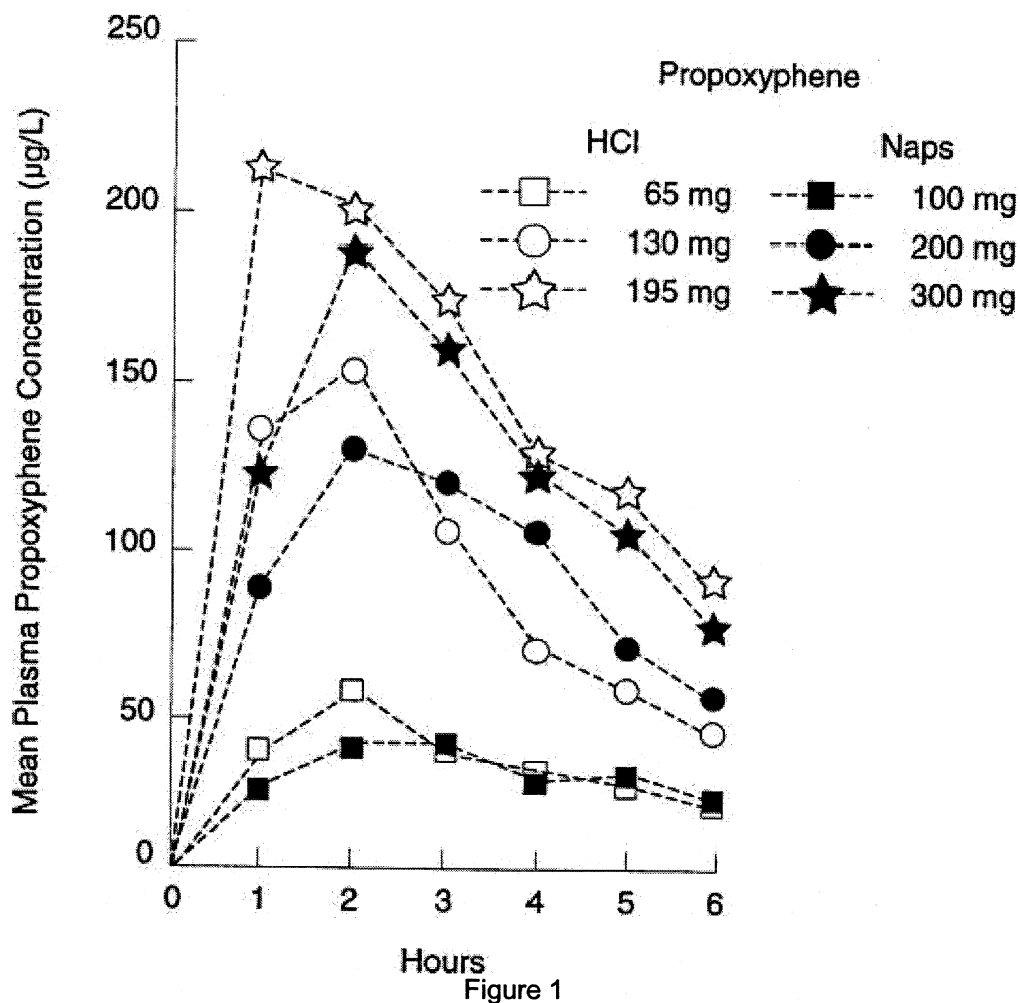 250
Propoxyphene
HCl Naps
65 mg 100 mg
200
130 mg 200 mg
195 mg 300 mg
150
100
50
0
0 1 2 3 4 5 6
Mean Plasma Propoxyphene Concentration (µg/L)
Hours
Figure 1